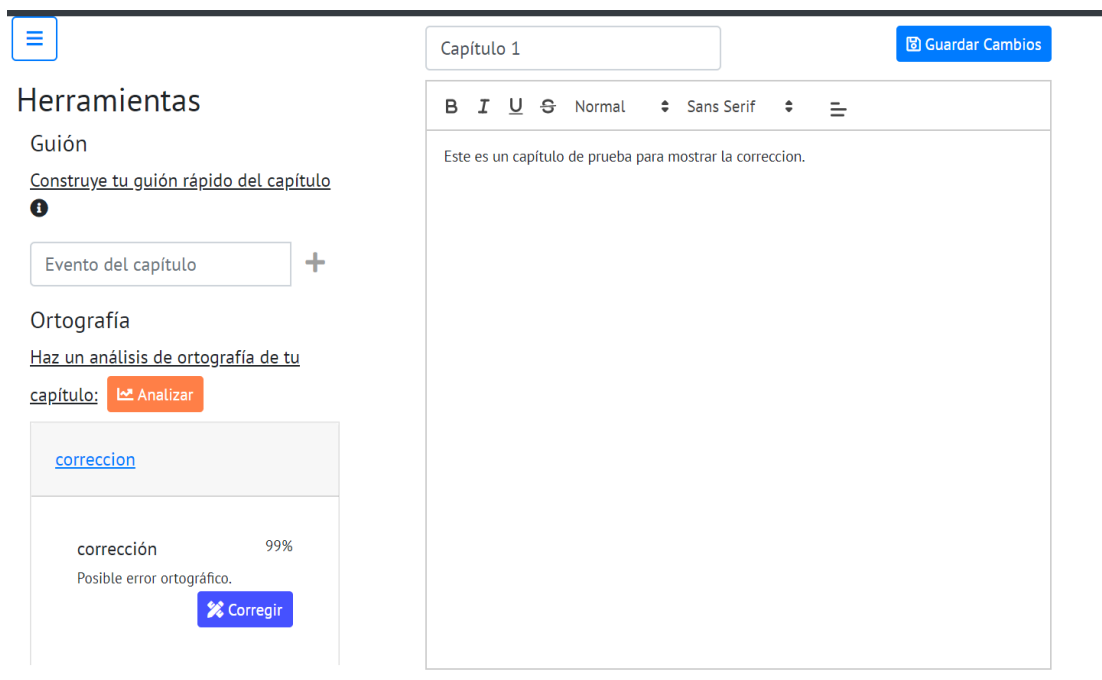 Capítulo 1
Guardar Cambios
Herramientas
Guión
Construye tu guión rápido del capítulo
Evento del capítulo
Ortografía
Haz un análisis de ortografía de tu
capítulo: Analizar
correccion
corrección 99%
Posible error ortográfico.
Corregir
B I U S Normal Sans Serif
Este es un capítulo de prueba para mostrar la correccion.